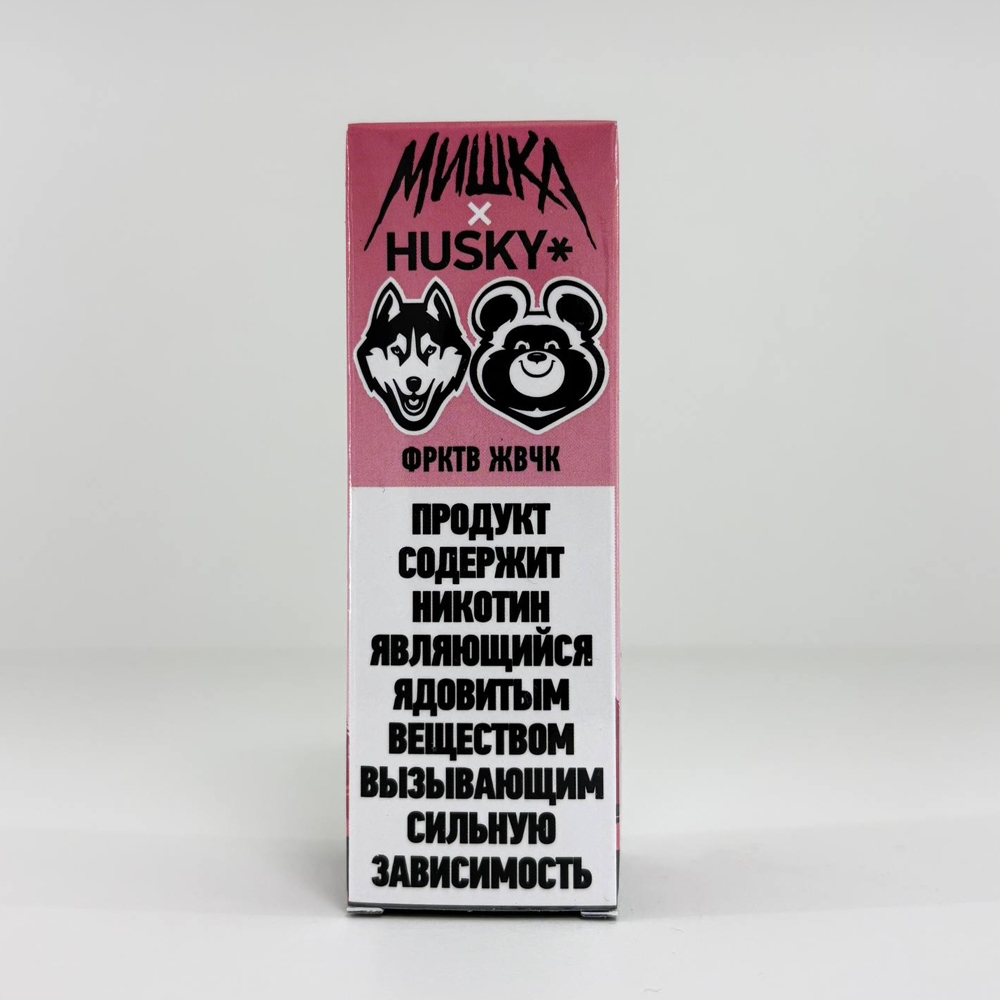 МИШКА
×
HUSKY*
ФРКТВ ЖВЧК
ПРОДУКТ
СОДЕРЖИТ
НИКОТИН
ЯВЛЯЮЩИЙСЯ
ЯДОВИТЫМ
ВЕЩЕСТВОМ
ВЫЗЫВАЮЩИМ
СИЛЬНУЮ
ЗАВИСИМОСТЬ